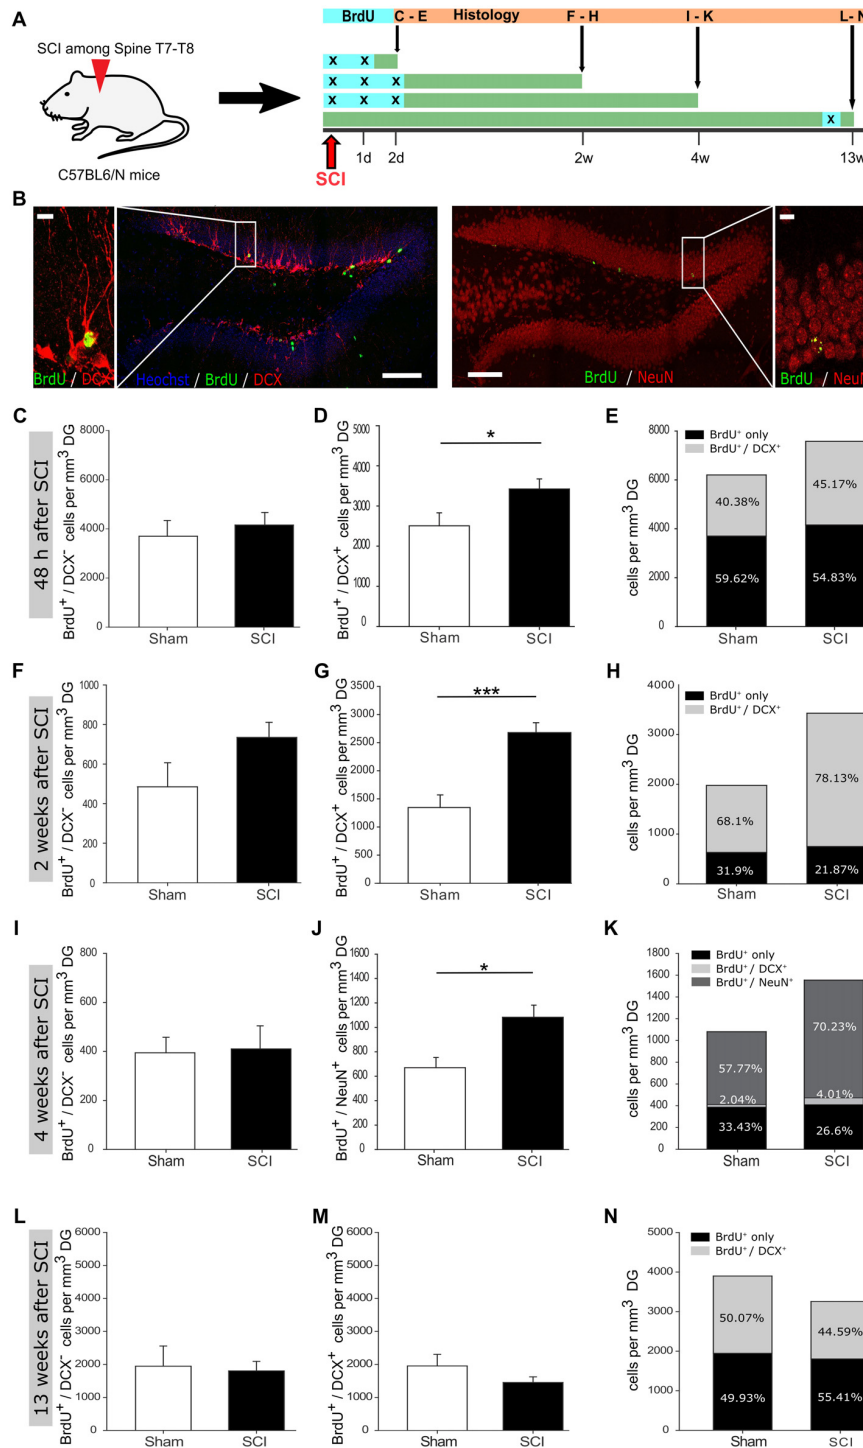 A
SCI among Spine T7-T8
C57BL6/N mice
BrdU C - E Histology F - H I - K L - N
x x
x x x
x x x
x
1d 2d 2w 4w 13w
SCI
B
BrdU / DCX
Heochst / BrdU / DCX
BrdU / NeuN
BrdU / NeuN
48 h after SCI
C
BrdU⁺ / DCX⁻ cells per mm³ DG
8000
6000
4000
2000
0
Sham SCI
D
BrdU⁺ / DCX⁺ cells per mm³ DG
5000
4000
3000
2000
1000
0
*
Sham SCI
E
cells per mm³ DG
8000
6000
4000
2000
0
BrdU⁺ only
BrdU⁺/ DCX⁺
40.38% 45.17%
59.62% 54.83%
Sham SCI
2 weeks after SCI
F
BrdU⁺ / DCX⁻ cells per mm³ DG
1000
800
600
400
200
0
Sham SCI
G
BrdU⁺ / DCX⁺ cells per mm³ DG
3500
3000
2500
2000
1500
1000
500
0
***
Sham SCI
H
cells per mm³ DG
4000
3000
2000
1000
0
BrdU⁺ only
BrdU⁺/ DCX⁺
78.13%
68.1%
31.9% 21.87%
Sham SCI
4 weeks after SCI
I
BrdU⁺ / DCX⁻ cells per mm³ DG
800
600
400
200
0
Sham SCI
J
BrdU⁺ / NeuN⁺ cells per mm³ DG
1600
1400
1200
1000
800
600
400
200
0
*
Sham SCI
K
cells per mm³ DG
1800
1600
1400
1200
1000
800
600
400
200
0
BrdU⁺ only
BrdU⁺/ DCX⁺
BrdU⁺/ NeuN⁺
70.23%
57.77%
2.04% 4.01%
33.43% 26.6%
Sham SCI
13 weeks after SCI
L
BrdU⁺ / DCX⁻ cells per mm³ DG
6000
5000
4000
3000
2000
1000
0
Sham SCI
M
BrdU⁺ / DCX⁺ cells per mm³ DG
6000
5000
4000
3000
2000
1000
0
Sham SCI
N
cells per mm³ DG
5000
4000
3000
2000
1000
0
BrdU⁺ only
BrdU⁺/ DCX⁺
50.07% 44.59%
49.93% 55.41%
Sham SCI